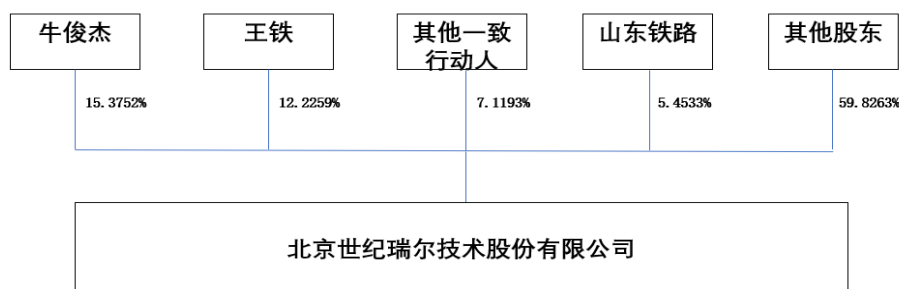 牛俊杰
王铁
其他一致
行动人
山东铁路
其他股东
15.3752%
12.2259%
7.1193%
5.4533%
59.8263%
北京世纪瑞尔技术股份有限公司